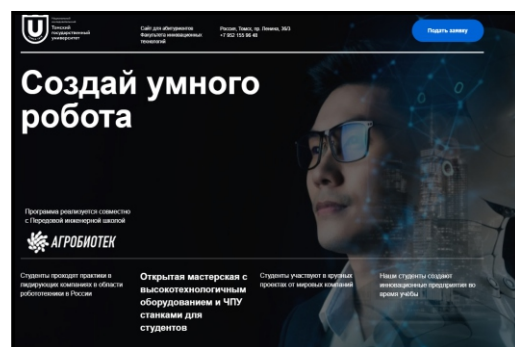 Томский
государственный
университет
Сайт для абитуриентов
Факультета инновационных
технологий
Россия, Томск, пр. Ленина, 36/3
Подать заявку
Создай умного
робота
Программа реализуется совместно
с Передовой инженерной школой
АГРОБИОТЕК
Студенты проходят практики в
лидирующих компаниях в области
робототехники в России
Открытая мастерская с
высокотехнологичным
оборудованием и ЧПУ
станками для
студентов
Студенты участвуют в крупных
проектах от мировых компаний
Наши студенты создают
инновационные предприятия во
время учёбы